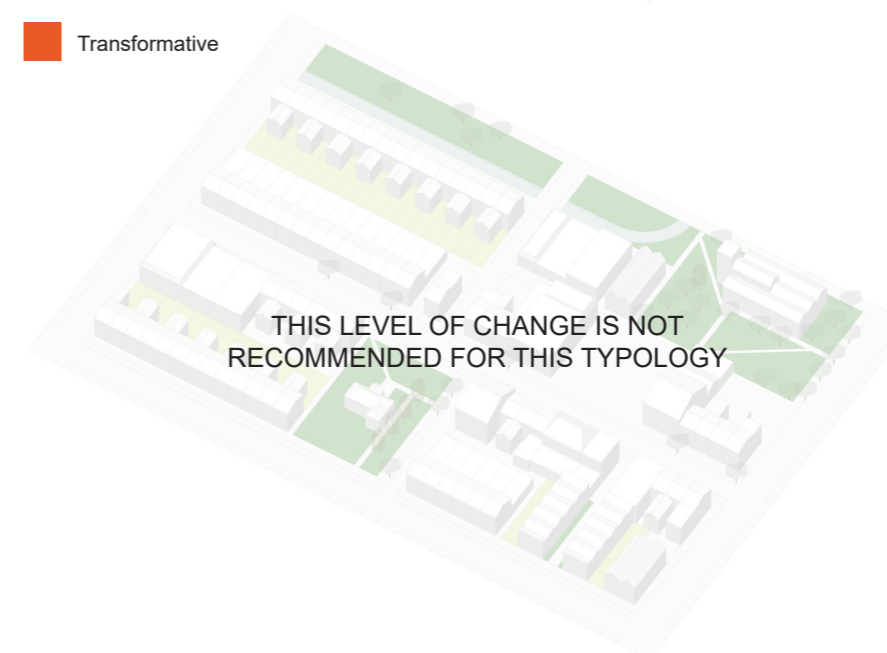 Transformative
THIS LEVEL OF CHANGE IS NOT
RECOMMENDED FOR THIS TYPOLOGY